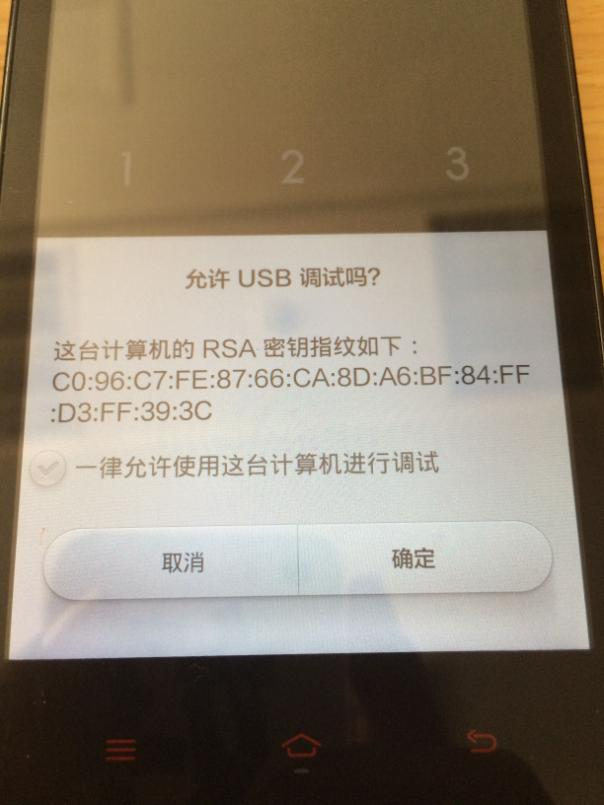 1 2 3
允许 USB 调试吗？
这台计算机的 RSA 密钥指纹如下：
C0:96:C7:FE:87:66:CA:8D:A6:BF:84:FF
:D3:FF:39:3C
一律允许使用这台计算机进行调试
取消 确定